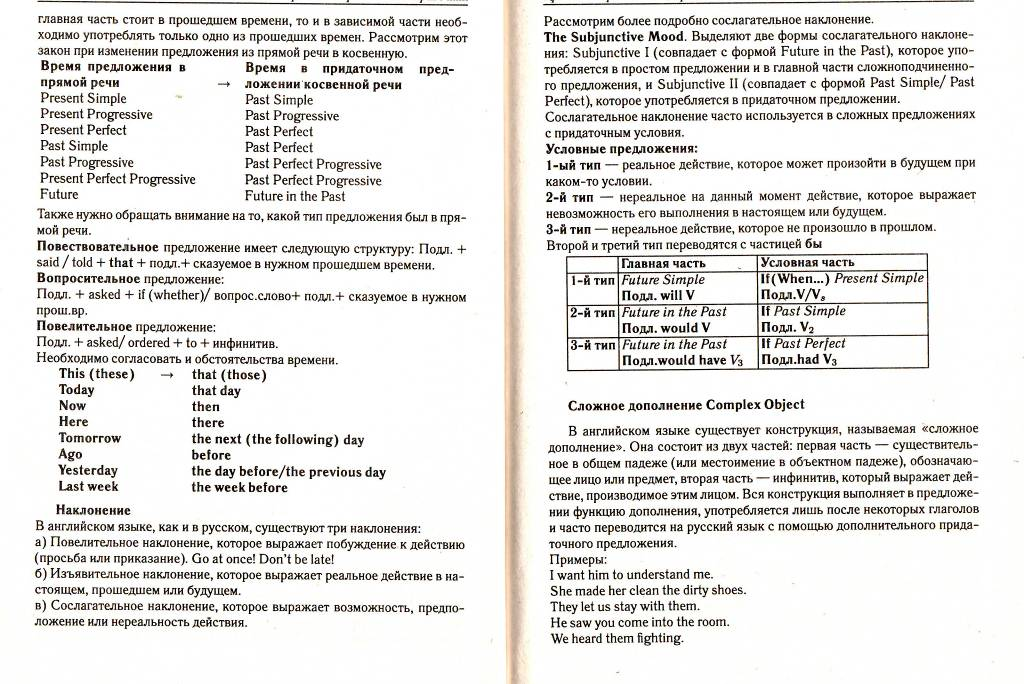 главная часть стоит в прошедшем времени, то и в зависимой части необ-
ходимо употреблять только одно из прошедших времен. Рассмотрим этот
закон при изменении предложения из прямой речи в косвенную.
Время предложения в Время в придаточном пред-
прямой речи → ложении косвенной речи
Present Simple Past Simple
Present Progressive Past Progressive
Present Perfect Past Perfect
Past Simple Past Perfect
Past Progressive Past Perfect Progressive
Present Perfect Progressive Past Perfect Progressive
Future Future in the Past
Также нужно обращать внимание на то, какой тип предложения был в пря-
мой речи.
Повествовательное предложение имеет следующую структуру: Подл. +
said / told + that + подл.+ сказуемое в нужном прошедшем времени.
Вопросительное предложение:
Подл. + asked + if (whether)/ вопрос.слово+ подл.+ сказуемое в нужном
прош.вр.
Повелительное предложение:
Подл. + asked/ ordered + to + инфинитив.
Необходимо согласовать и обстоятельства времени.
This (these) → that (those)
Today that day
Now then
Here there
Tomorrow the next (the following) day
Ago before
Yesterday the day before/the previous day
Last week the week before
Наклонение
В английском языке, как и в русском, существуют три наклонения:
а) Повелительное наклонение, которое выражает побуждение к действию
(просьба или приказание). Go at once! Don't be late!
б) Изъявительное наклонение, которое выражает реальное действие в на-
стоящем, прошедшем или будущем.
в) Сослагательное наклонение, которое выражает возможность, предпо-
ложение или нереальность действия.
Рассмотрим более подробно сослагательное наклонение.
The Subjunctive Mood. Выделяют две формы сослагательного наклоне-
ния: Subjunctive I (совпадает с формой Future in the Past), которое упо-
требляется в простом предложении и в главной части сложноподчиненно-
го предложения, и Subjunctive II (совпадает с формой Past Simple/ Past
Perfect), которое употребляется в придаточном предложении.
Сослагательное наклонение часто используется в сложных предложениях
с придаточным условия.
Условные предложения:
1-ый тип — реальное действие, которое может произойти в будущем при
каком-то условии.
2-й тип — нереальное на данный момент действие, которое выражает
невозможность его выполнения в настоящем или будущем.
3-й тип — нереальное действие, которое не произошло в прошлом.
Второй и третий тип переводятся с частицей бы
Главная часть Условная часть
1-й тип Future Simple If(When...) Present Simple
Подл. will V Подл.V/Vs
2-й тип Future in the Past If Past Simple
Подл. would V Подл. V2
3-й тип Future in the Past If Past Perfect
Подл.would have V3 Подл.had V3
Сложное дополнение Complex Object
В английском языке существует конструкция, называемая «сложное
дополнение». Она состоит из двух частей: первая часть — существитель-
ное в общем падеже (или местоимение в объектном падеже), обозначаю-
щее лицо или предмет, вторая часть — инфинитив, который выражает дей-
ствие, производимое этим лицом. Вся конструкция выполняет в предложе-
нии функцию дополнения, употребляется лишь после некоторых глаголов
и часто переводится на русский язык с помощью дополнительного прида-
точного предложения.
Примеры:
I want him to understand me.
She made her clean the dirty shoes.
They let us stay with them.
He saw you come into the room.
We heard them fighting.